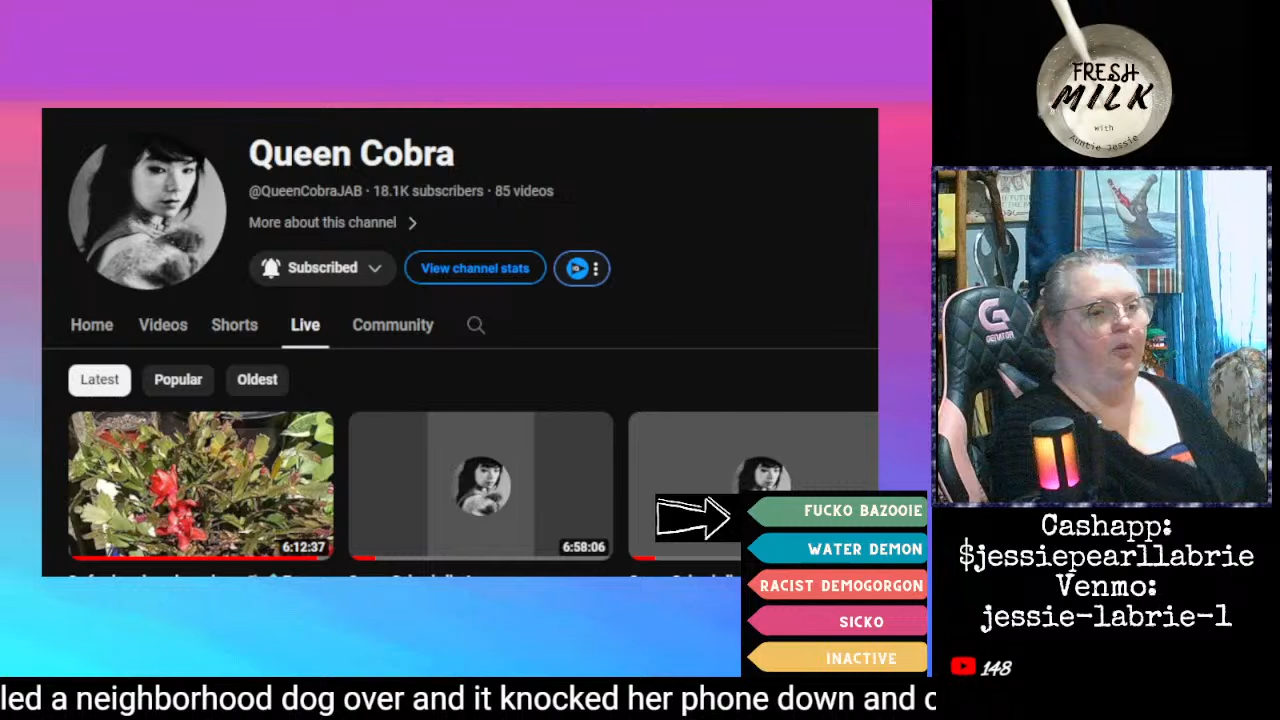 Queen Cobra
@QueenCobraJAB · 18.1K subscribers · 85 videos
More about this channel
Subscribed
View channel stats
Home
Videos
Shorts
Live
Community
Latest
Popular
Oldest
6:12:37
6:58:06
FUCKO BAZOOIE
WATER DEMON
RACIST DEMOGORGON
SICKO
INACTIVE
led a neighborhood dog over and it knocked her phone down and
FRESH
MILK
with
Auntie Jessie
Cashapp:
$jessiepearllabrie
Venmo:
jessie-labrie-1
148